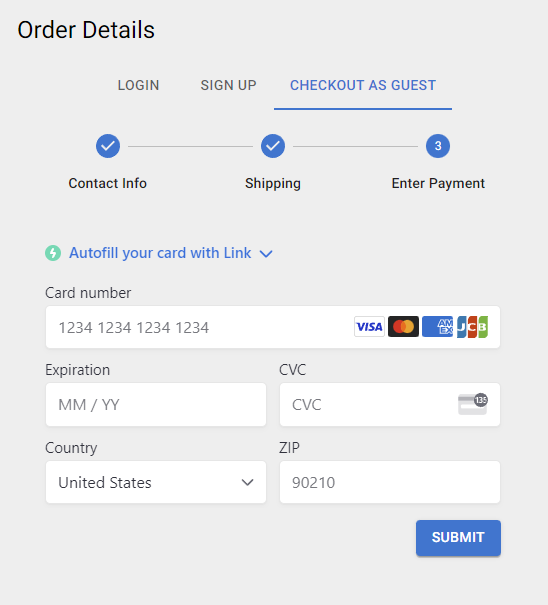 Order Details
LOGIN SIGN UP CHECKOUT AS GUEST
3
Contact Info Shipping Enter Payment
Autofill your card with Link
Card number
1234 1234 1234 1234 VISA AMEX JCB
Expiration CVC
MM / YY CVC 135
Country ZIP
United States 90210
SUBMIT